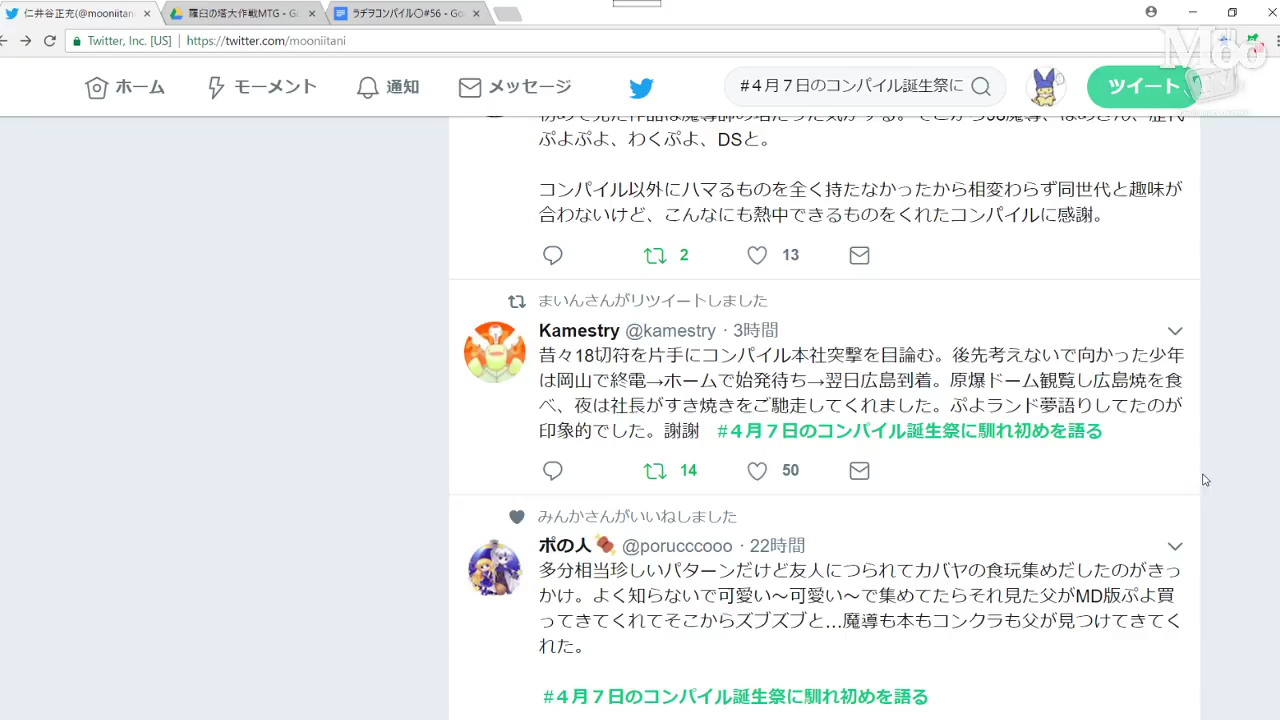 仁井谷正充(@mooniitani
羅臼の塔大作戦MTG - G
ラヂヲコンパイル〇#56 - Go
Twitter, Inc. [US] | https://twitter.com/mooniitani
ホーム モーメント 通知 メッセージ #４月７日のコンパイル誕生祭に ツイート
Moo
ぷよぷよ、わくぷよ、DSと。
コンパイル以外にハマるものを全く持たなかったから相変わらず同世代と趣味が
合わないけど、こんなにも熱中できるものをくれたコンパイルに感謝。
2 13
まいんさんがリツイートしました
Kamestry @kamestry · 3時間
昔々18切符を片手にコンパイル本社突撃を目論む。後先考えないで向かった少年
は岡山で終電→ホームで始発待ち→翌日広島到着。原爆ドーム観覧し広島焼を食
べ、夜は社長がすき焼きをご馳走してくれました。ぷよランド夢語りしてたのが
印象的でした。謝謝 #４月７日のコンパイル誕生祭に馴れ初めを語る
14 50
みんかさんがいいねしました
ポの人 @porucccooo · 22時間
多分相当珍しいパターンだけど友人につられてカバヤの食玩集めだしたのがきっ
かけ。よく知らないで可愛い〜可愛い〜で集めてたらそれ見た父がMD版ぷよ買
ってきてくれてそこからズブズブと...魔導も本もコンクラも父が見つけてきてく
れた。
#４月７日のコンパイル誕生祭に馴れ初めを語る